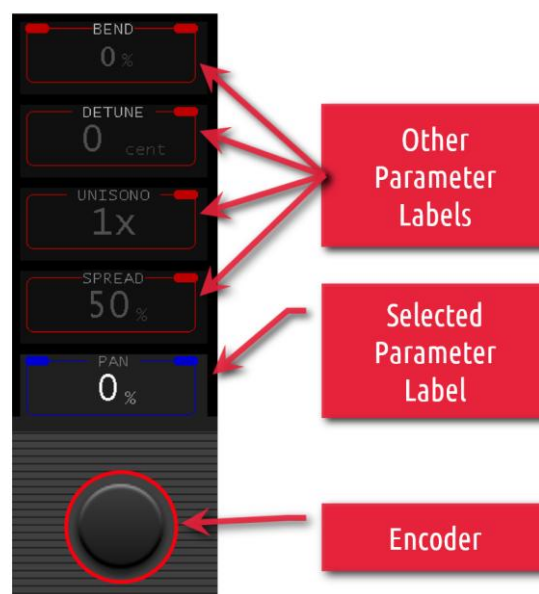 BEND
0 %
DETUNE
0 cent
UNISONO
1x
SPREAD
50 %
PAN
0 %
Other
Parameter
Labels
Selected
Parameter
Label
Encoder